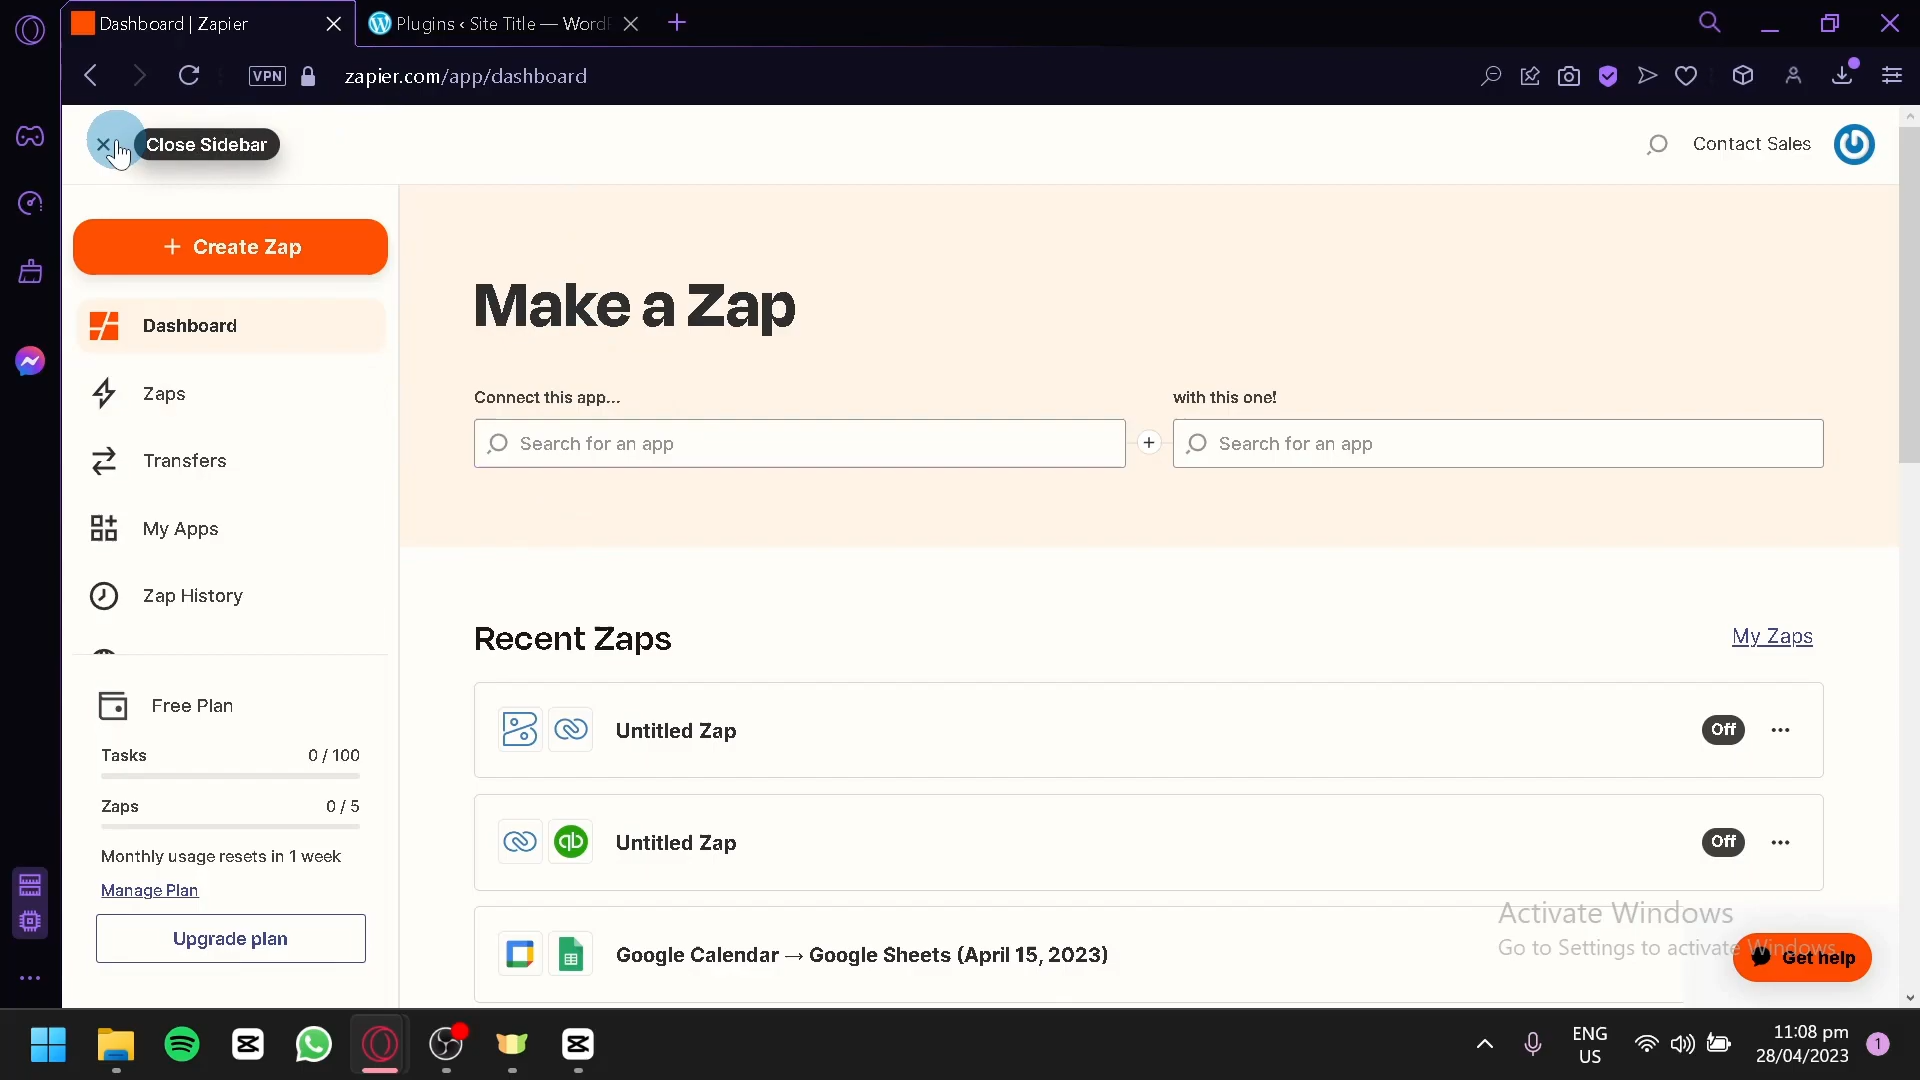 Dashboard | Zapier
Plugins ‹ Site Title — Word
VPN
zapier.com/app/dashboard
Close Sidebar
Contact Sales
+ Create Zap
Dashboard
Zaps
Transfers
My Apps
Zap History
Free Plan
Tasks 0 / 100
Zaps 0 / 5
Monthly usage resets in 1 week
Manage Plan
Upgrade plan
Make a Zap
Connect this app...
with this one!
Search for an app
Search for an app
Recent Zaps
My Zaps
Untitled Zap
Off
Untitled Zap
Off
Google Calendar → Google Sheets (April 15, 2023)
Activate Windows
Go to Settings to activate Windows.
Get help
ENG
US
11:08 pm
28/04/2023
1